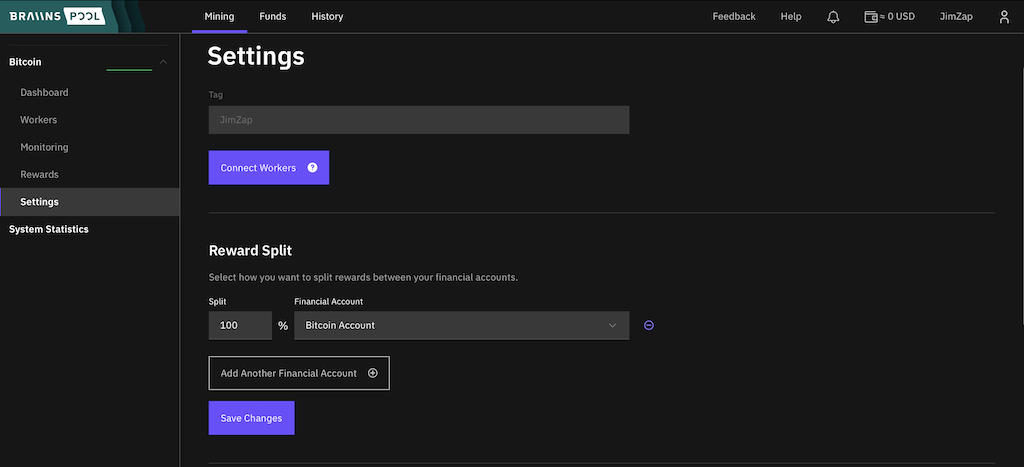 BRAIINS POOL
Mining Funds History
Feedback Help ≈ 0 USD JimZap
Bitcoin
Dashboard
Workers
Monitoring
Rewards
Settings
System Statistics
Settings
Tag
JimZap
Connect Workers ?
Reward Split
Select how you want to split rewards between your financial accounts.
Split Financial Account
100 % Bitcoin Account
Add Another Financial Account
Save Changes